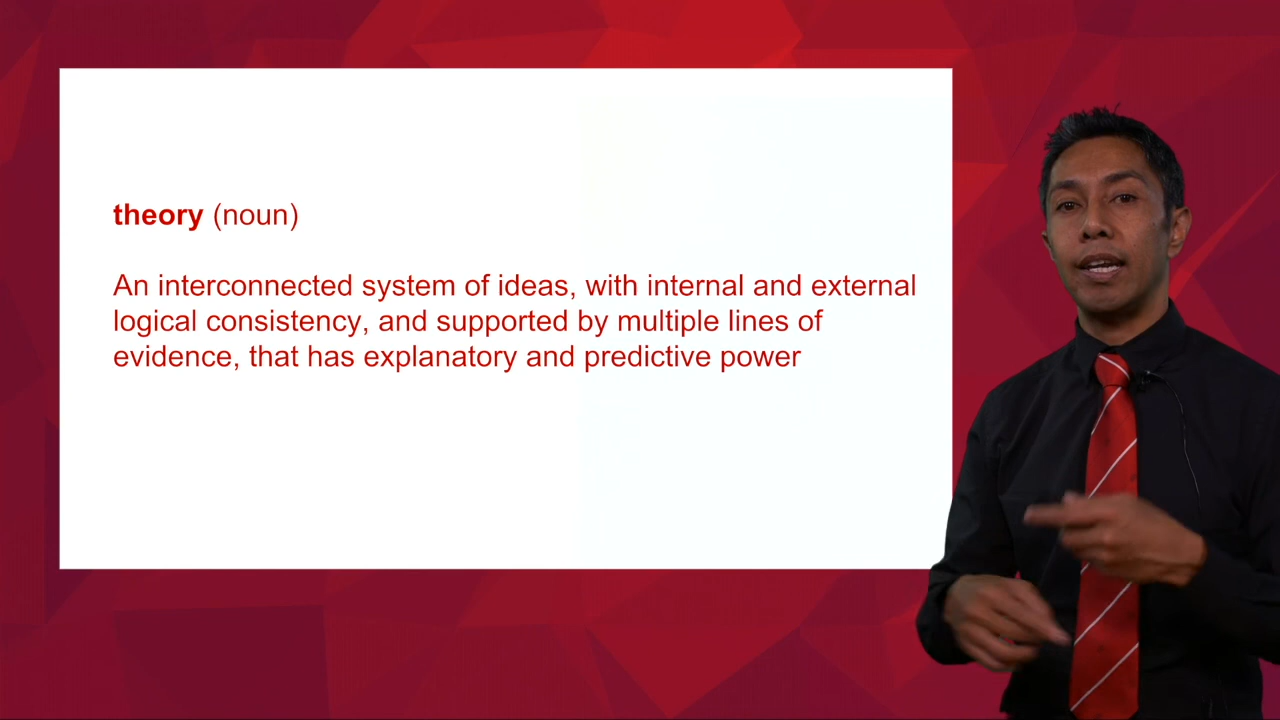 theory (noun)
An interconnected system of ideas, with internal and external
logical consistency, and supported by multiple lines of
evidence, that has explanatory and predictive power